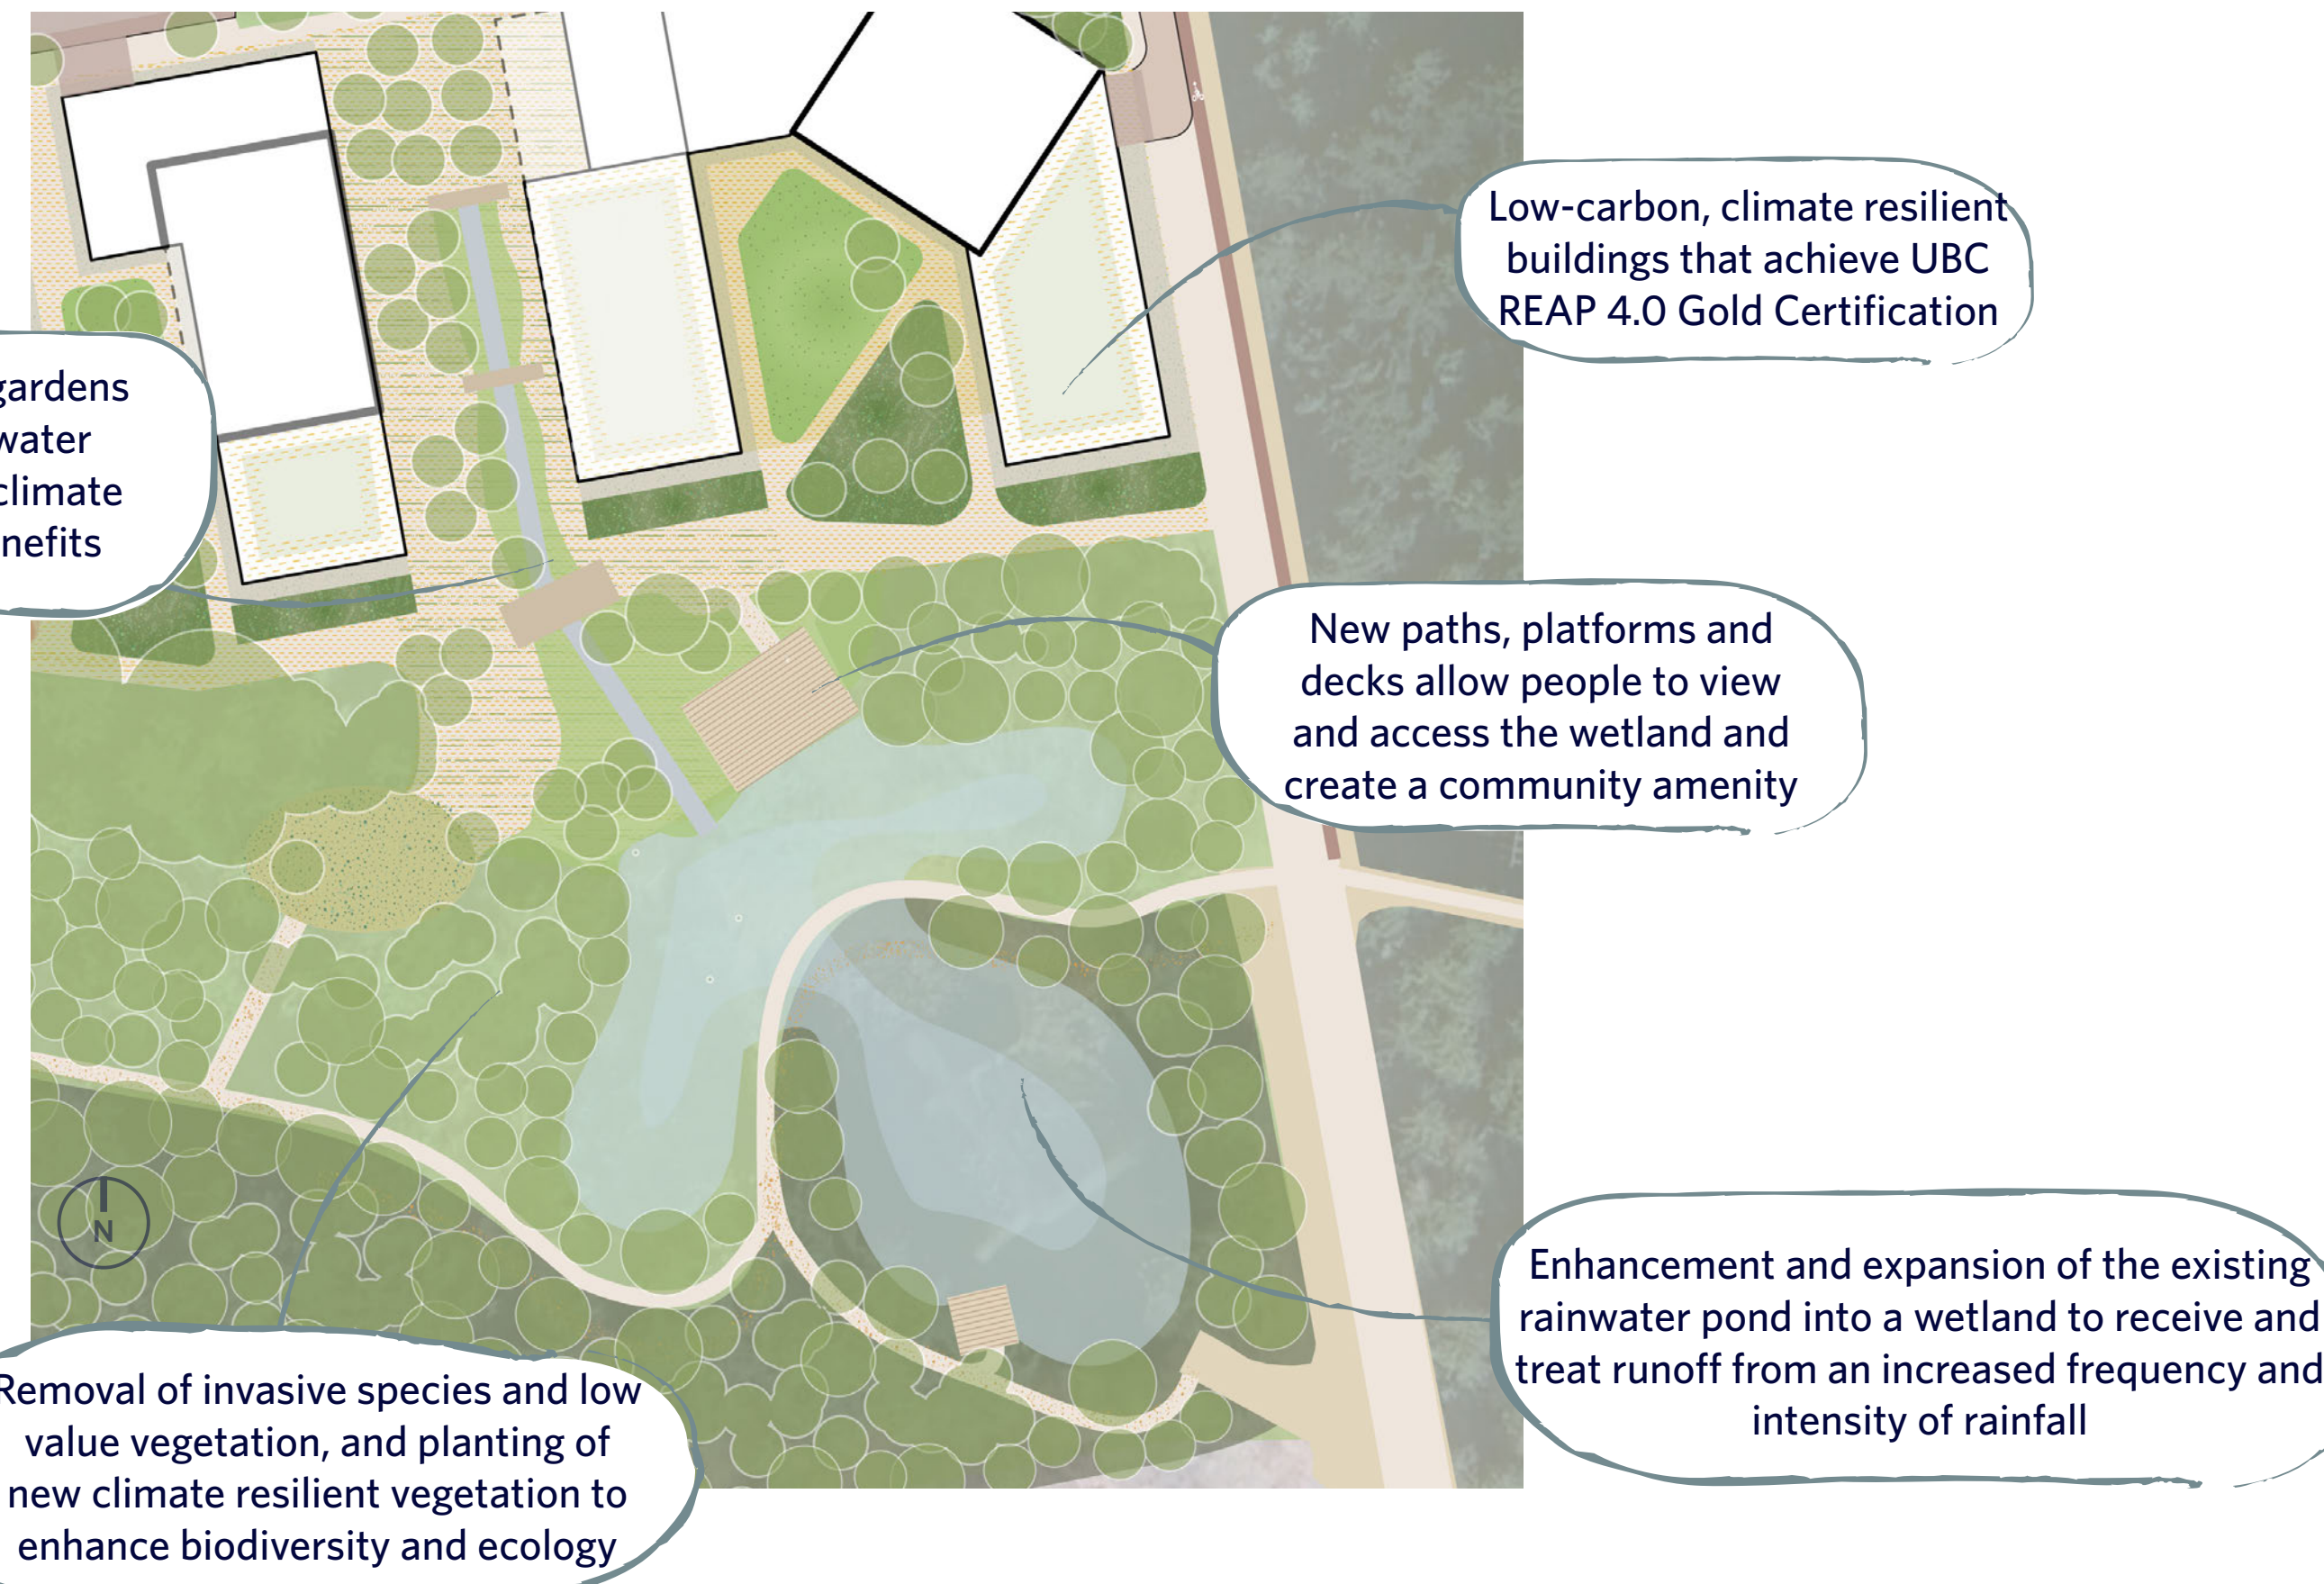 Low-carbon, climate resilient
buildings that achieve UBC
REAP 4.0 Gold Certification
gardens
water
climate
New paths, platforms and
decks allow people to view
and access the wetland and
create a community amenity
N
Enhancement and expansion of the existing
rainwater pond into a wetland to receive and
treat runoff from an increased frequency and
intensity of rainfall
Removal of invasive species and low
value vegetation, and planting of
new climate resilient vegetation to
enhance biodiversity and ecology